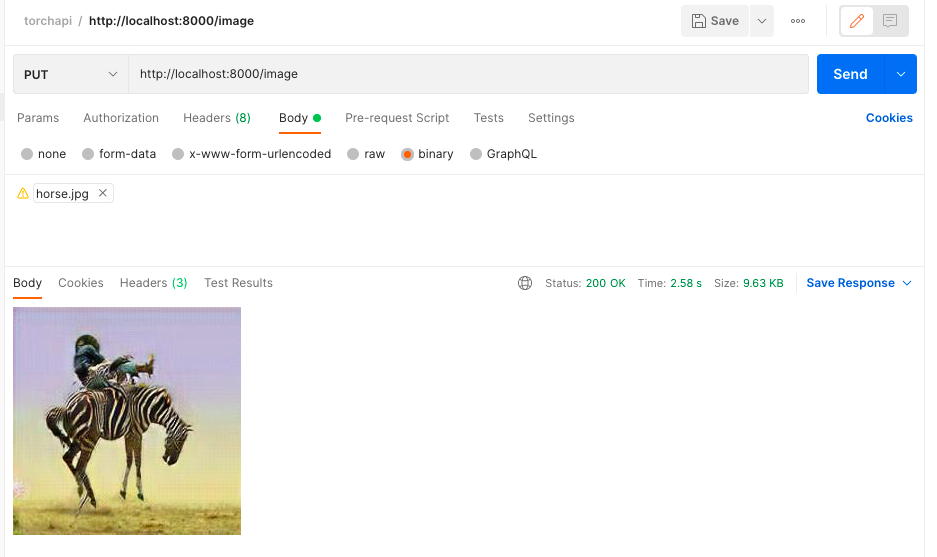 torchapi / http://localhost:8000/image Save
PUT http://localhost:8000/image Send
Params Authorization Headers (8) Body Pre-request Script Tests Settings Cookies
none form-data x-www-form-urlencoded raw binary GraphQL
horse.jpg
Body Cookies Headers (3) Test Results Status: 200 OK Time: 2.58 s Size: 9.63 KB Save Response